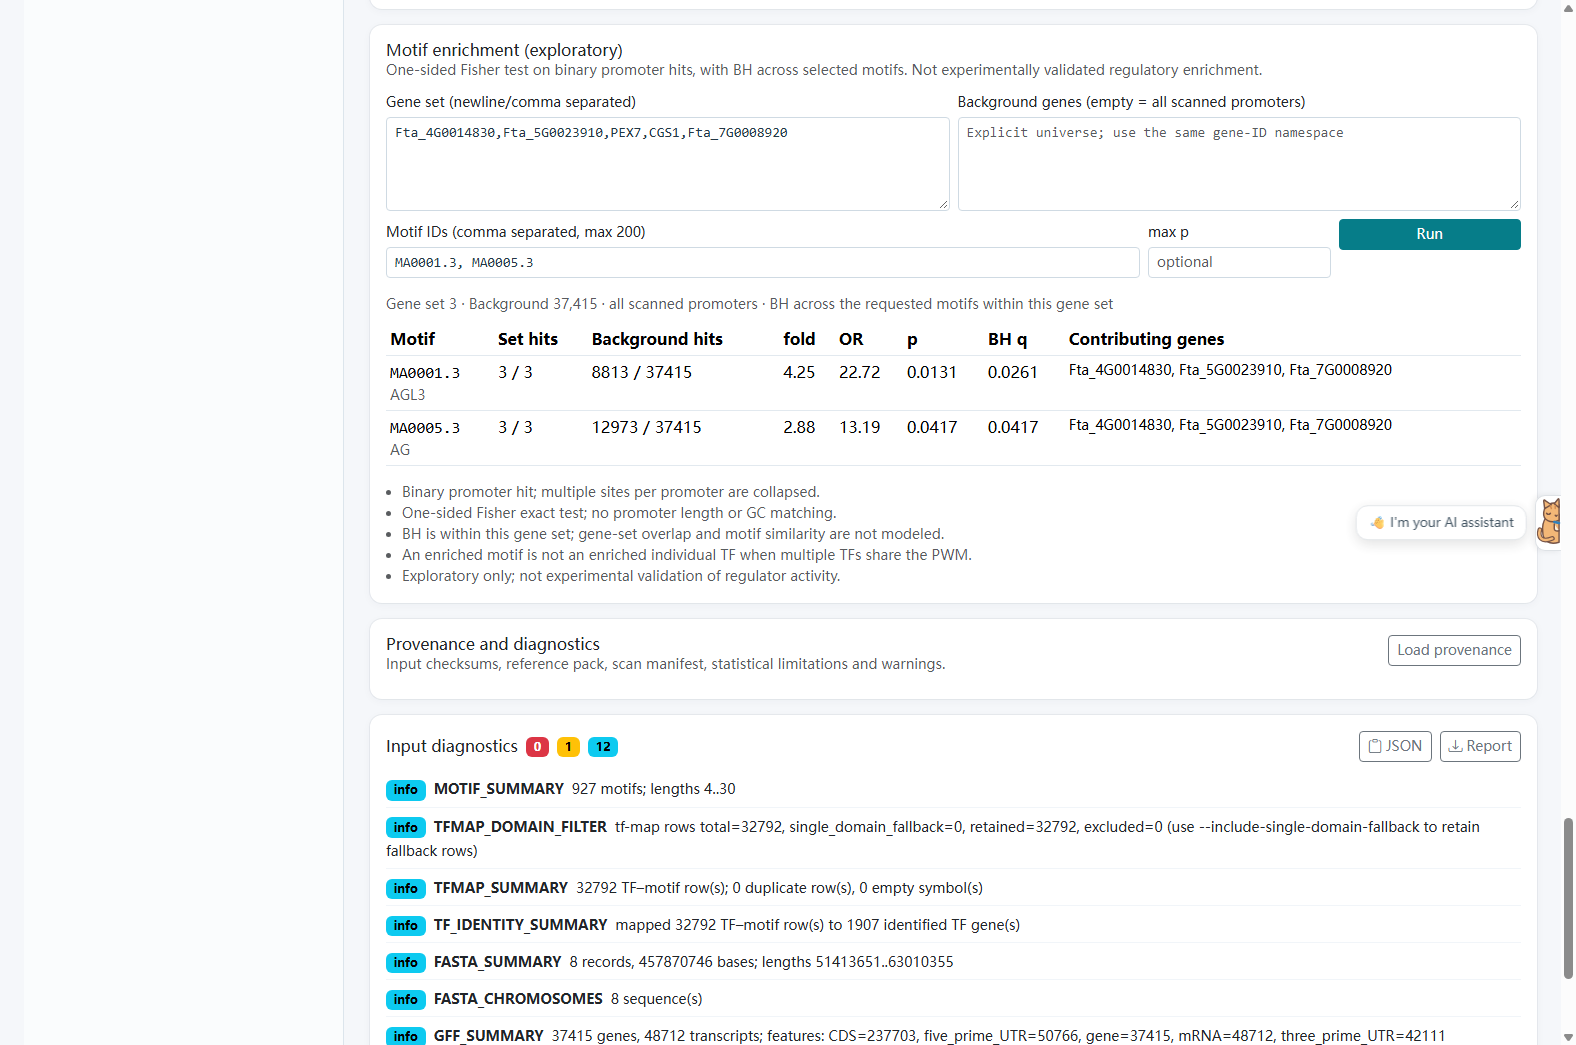 Motif enrichment (exploratory)
One-sided Fisher test on binary promoter hits, with BH across selected motifs. Not experimentally validated regulatory enrichment.
Gene set (newline/comma separated)
Background genes (empty = all scanned promoters)
Fta_4G0014830,Fta_5G0023910,PEX7,CGS1,Fta_7G0008920
Explicit universe; use the same gene-ID namespace
Motif IDs (comma separated, max 200)
max p
Run
MA0001.3, MA0005.3
optional
Gene set 3 · Background 37,415 · all scanned promoters · BH across the requested motifs within this gene set
Motif Set hits Background hits fold OR p BH q Contributing genes
MA0001.3 3 / 3 8813 / 37415 4.25 22.72 0.0131 0.0261 Fta_4G0014830, Fta_5G0023910, Fta_7G0008920
AGL3
MA0005.3 3 / 3 12973 / 37415 2.88 13.19 0.0417 0.0417 Fta_4G0014830, Fta_5G0023910, Fta_7G0008920
AG
• Binary promoter hit; multiple sites per promoter are collapsed.
• One-sided Fisher exact test; no promoter length or GC matching.
• BH is within this gene set; gene-set overlap and motif similarity are not modeled.
• An enriched motif is not an enriched individual TF when multiple TFs share the PWM.
• Exploratory only; not experimental validation of regulator activity.
I'm your AI assistant
Provenance and diagnostics
Input checksums, reference pack, scan manifest, statistical limitations and warnings.
Load provenance
Input diagnostics 0 1 12
JSON
Report
info MOTIF_SUMMARY 927 motifs; lengths 4..30
info TFMAP_DOMAIN_FILTER tf-map rows total=32792, single_domain_fallback=0, retained=32792, excluded=0 (use --include-single-domain-fallback to retain
fallback rows)
info TFMAP_SUMMARY 32792 TF–motif row(s); 0 duplicate row(s), 0 empty symbol(s)
info TF_IDENTITY_SUMMARY mapped 32792 TF–motif row(s) to 1907 identified TF gene(s)
info FASTA_SUMMARY 8 records, 457870746 bases; lengths 51413651..63010355
info FASTA_CHROMOSOMES 8 sequence(s)
info GFF_SUMMARY 37415 genes, 48712 transcripts; features: CDS=237703, five_prime_UTR=50766, gene=37415, mRNA=48712, three_prime_UTR=42111